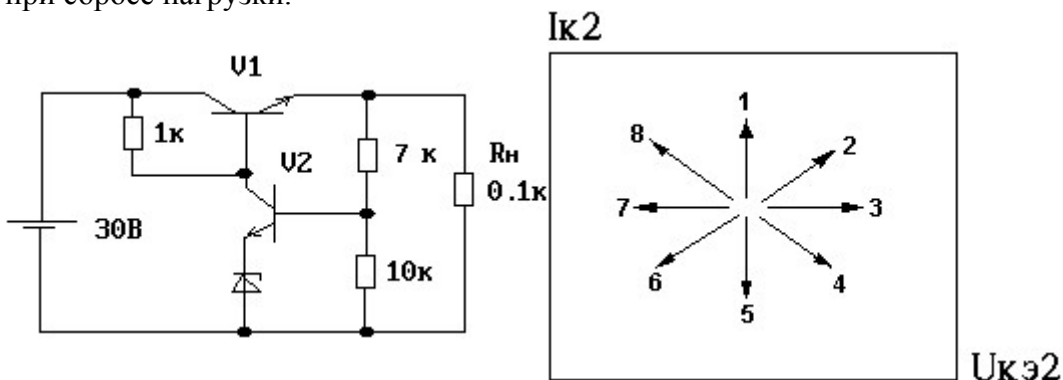 при сбросе нагрузки.
Iк2
V1
1к
V2
7 к
Rн
0.1к
30В
10к
1
2
3
4
5
6
7
8
Uкэ2